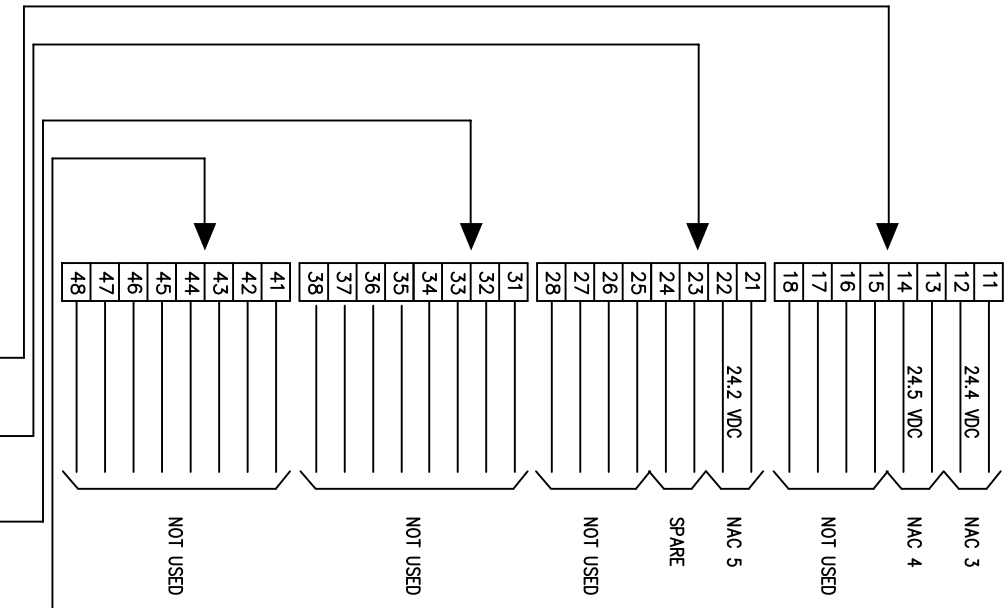 11
12
13
14
15
16
17
18
21
22
23
24
25
26
27
28
31
32
33
34
35
36
37
38
41
42
43
44
45
46
47
48
24.4 VDC
24.5 VDC
24.2 VDC
NAC 3
NAC 4
NOT USED
NAC 5
SPARE
NOT USED
NOT USED
NOT USED